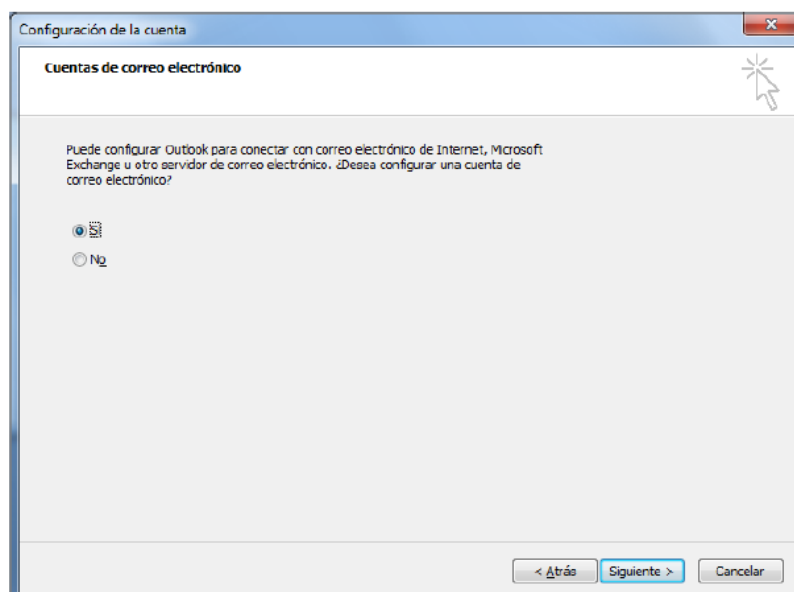 Configuración de la cuenta
Cuentas de correo electrónico
Puede configurar Outlook para conectar con correo electrónico de Internet, Microsoft
Exchange u otro servidor de correo electrónico. ¿Desea configurar una cuenta de
correo electrónico?
Sí
No
< Atrás Siguiente > Cancelar